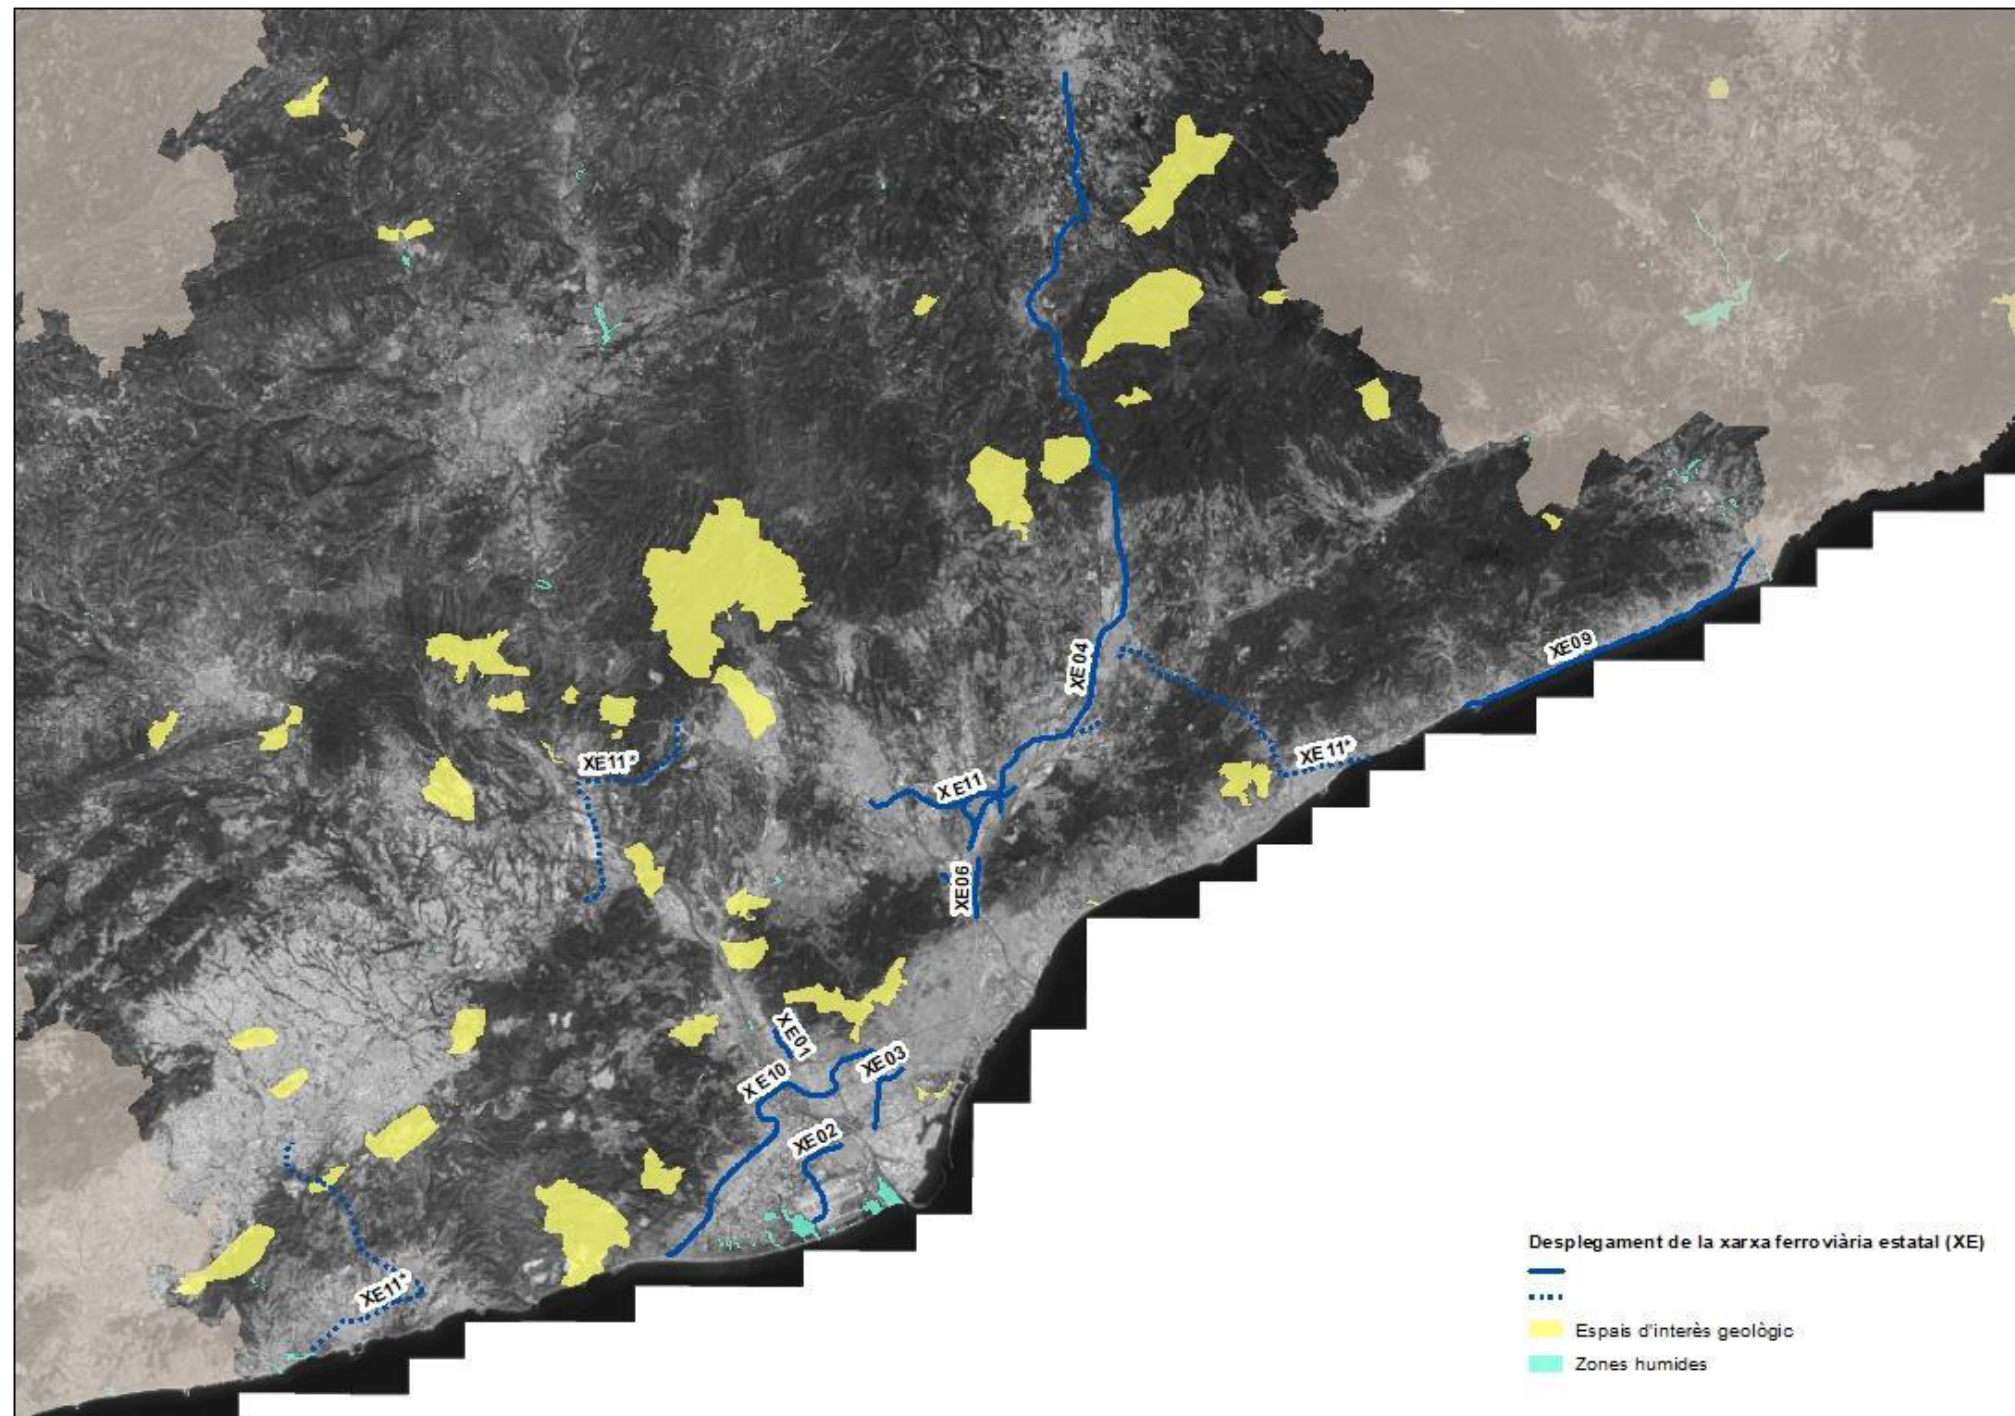 XE04
XE09
XE11*
XE11*
XE11
XE06
XE01
XE03
XE10
XE02
XE11*
Desplegament de la xarxa ferroviària estatal (XE)
Espais d'interès geològic
Zones humides